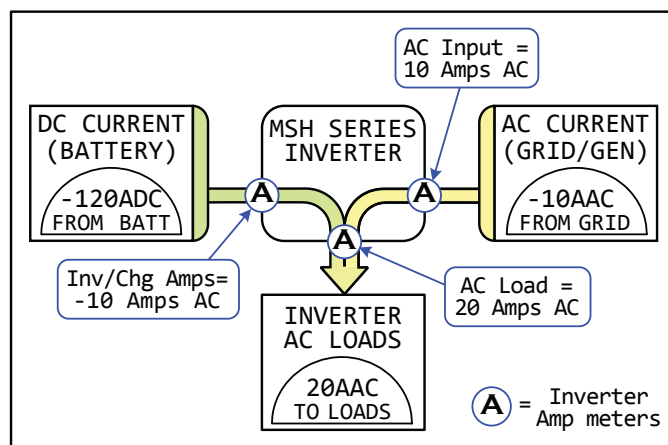 AC Input =
10 Amps AC
DC CURRENT
(BATTERY)
-120ADC
FROM BATT
MSH SERIES
INVERTER
AC CURRENT
(GRID/GEN)
-10AAC
FROM GRID
A
A
A
Inv/Chg Amps=
-10 Amps AC
AC Load =
20 Amps AC
INVERTER
AC LOADS
20AAC
TO LOADS
A = Inverter
Amp meters